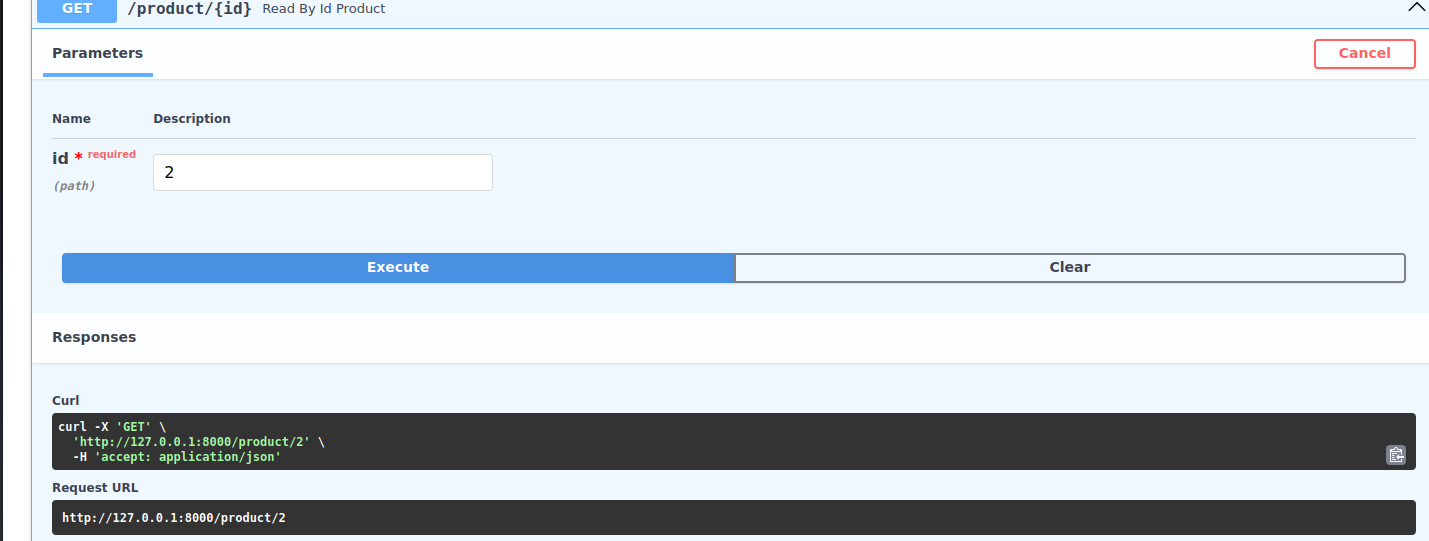 GET /product/{id} Read By Id Product
Parameters Cancel
Name Description
id * required 2
(path)
Execute Clear
Responses
Curl
curl -X 'GET' \
'http://127.0.0.1:8000/product/2' \
-H 'accept: application/json'
Request URL
http://127.0.0.1:8000/product/2